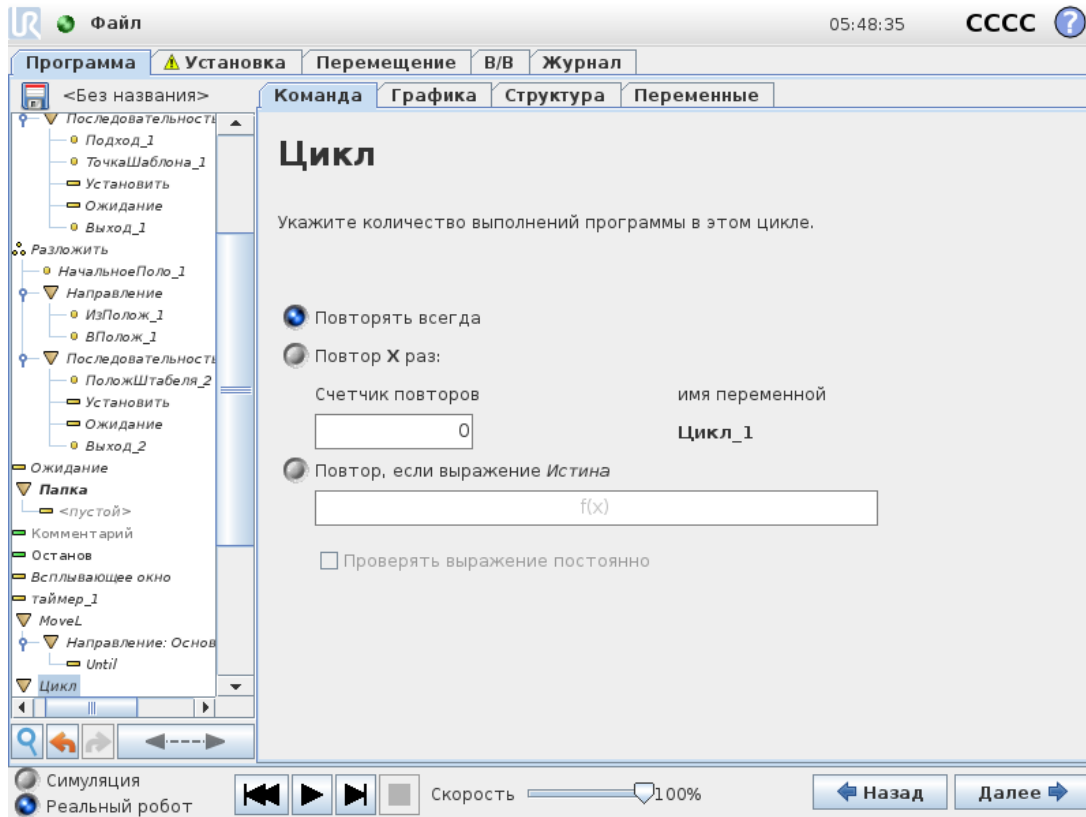 Файл 05:48:35 CCCC ?
Программа Установка Перемещение В/В Журнал
<Без названия> Команда Графика Структура Переменные
Последовательность
Подход_1
ТочкаШаблона_1
Установить
Ожидание
Выход_1
Разложить
НачальноеПоло_1
Направление
ИзПолож_1
ВПолож_1
Последовательность
ПоложШтабеля_2
Установить
Ожидание
Выход_2
Ожидание
Папка
<пустой>
Комментарий
Останов
Всплывающее окно
таймер_1
MoveL
Направление: Основ
Until
Цикл
Цикл
Укажите количество выполнений программы в этом цикле.
Повторять всегда
Повтор X раз:
Счетчик повторов имя переменной
0 Цикл_1
Повтор, если выражение Истина
f(x)
Проверять выражение постоянно
Симуляция
Реальный робот
Скорость 100% Назад Далее